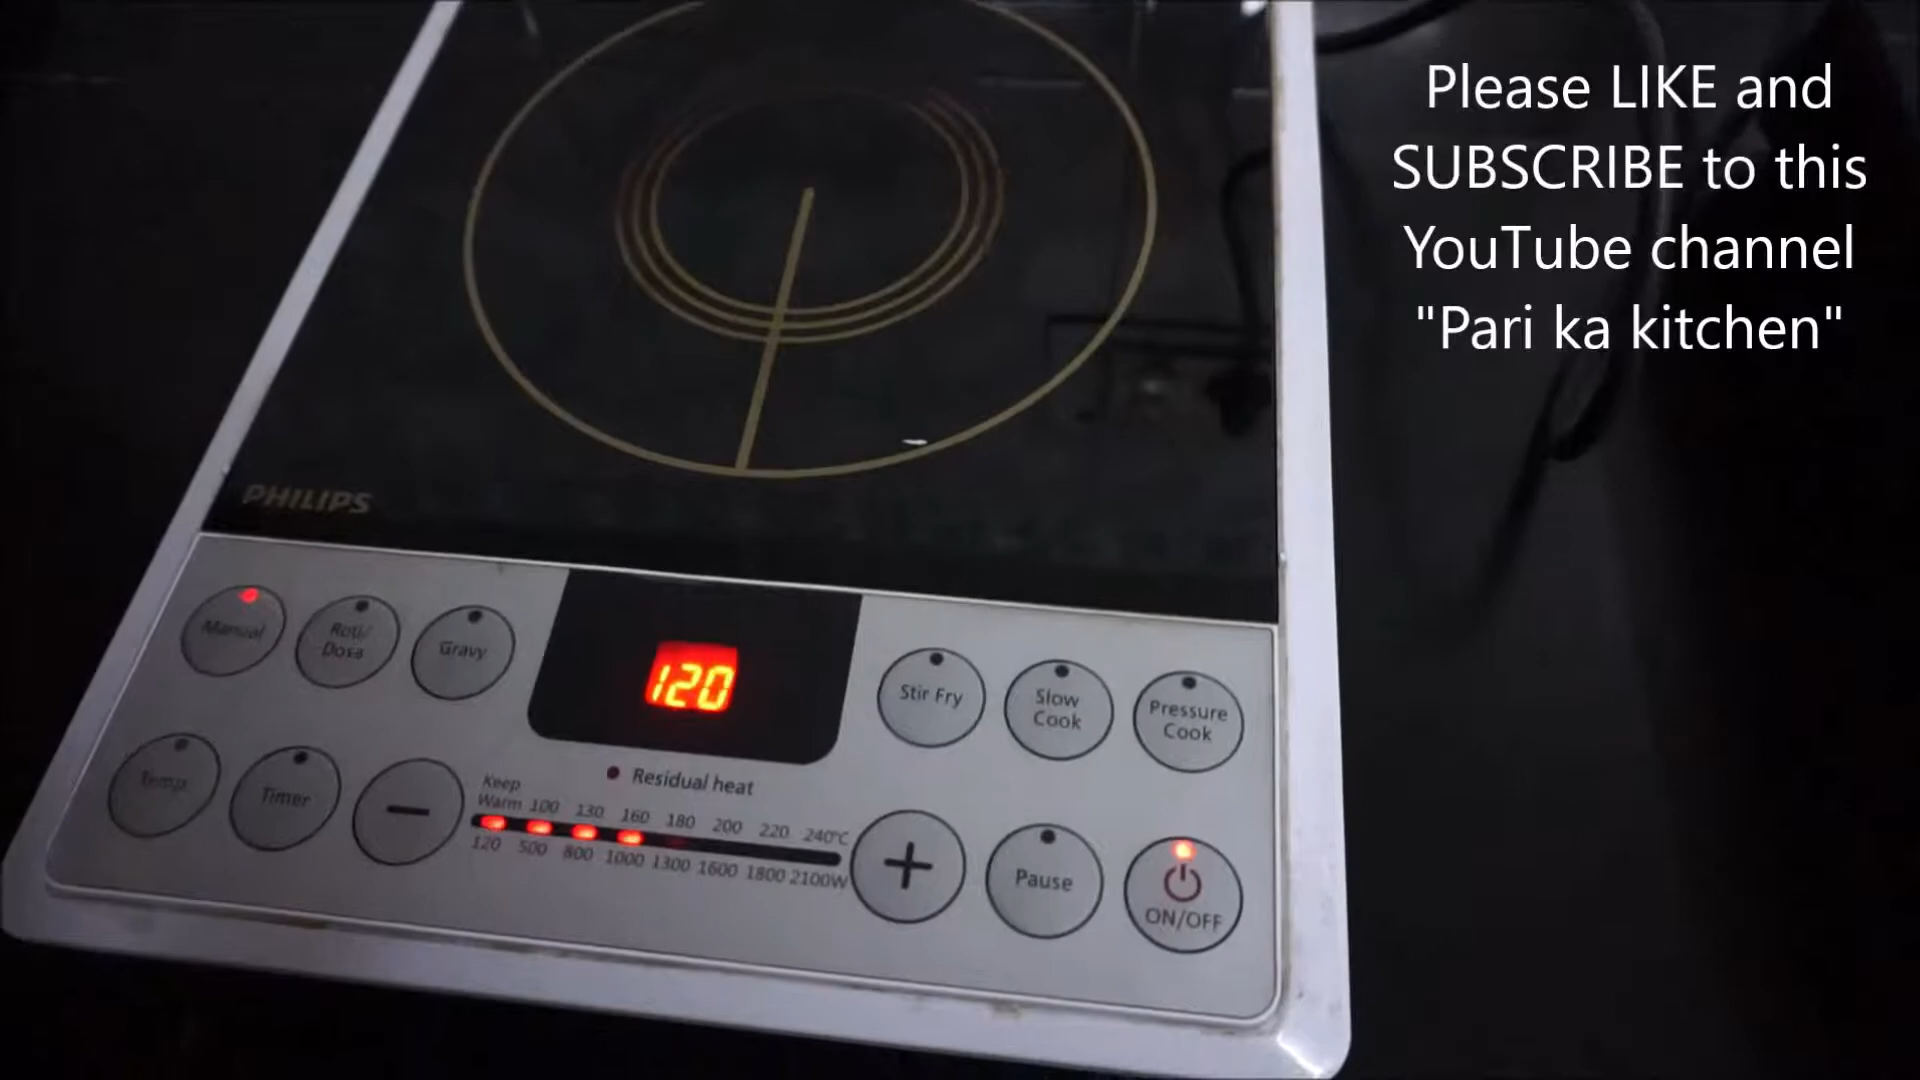 Please LIKE and
SUBSCRIBE to this
YouTube channel
"Pari ka kitchen"
PHILIPS
Manual
Roti/
Dosa
Gravy
120
Stir Fry
Slow
Cook
Pressure
Cook
Temp.
Timer
−
Residual heat
Keep
Warm 100 130 160 180 200 220 240°C
120 500 800 1000 1300 1600 1800 2100W
+
Pause
ON/OFF